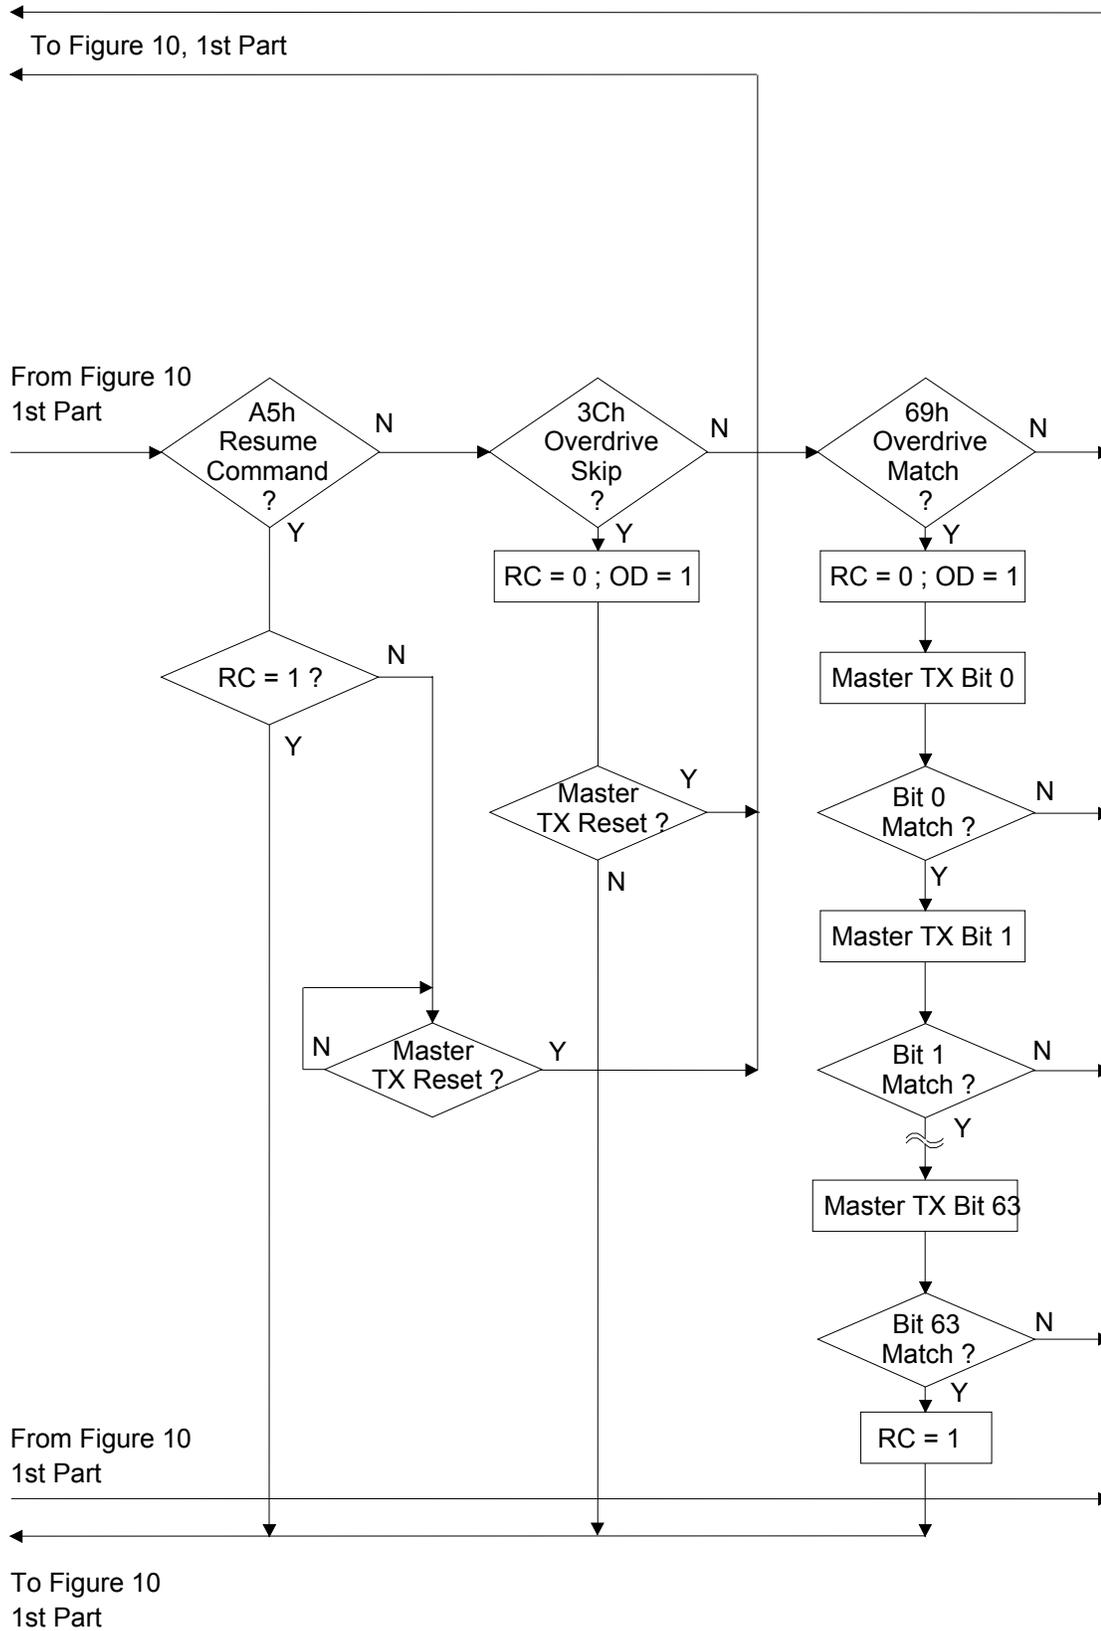 To Figure 10, 1st Part
From Figure 10
1st Part
A5h
Resume
Command
?
N
Y
3Ch
Overdrive
Skip
?
N
Y
69h
Overdrive
Match
?
N
Y
RC = 0 ; OD = 1
RC = 0 ; OD = 1
RC = 1 ?
N
Y
Master TX Bit 0
Master
TX Reset ?
Y
N
Bit 0
Match ?
N
Y
Master TX Bit 1
N
Master
TX Reset ?
Y
Bit 1
Match ?
N
Y
Master TX Bit 63
Bit 63
Match ?
N
Y
RC = 1
From Figure 10
1st Part
To Figure 10
1st Part